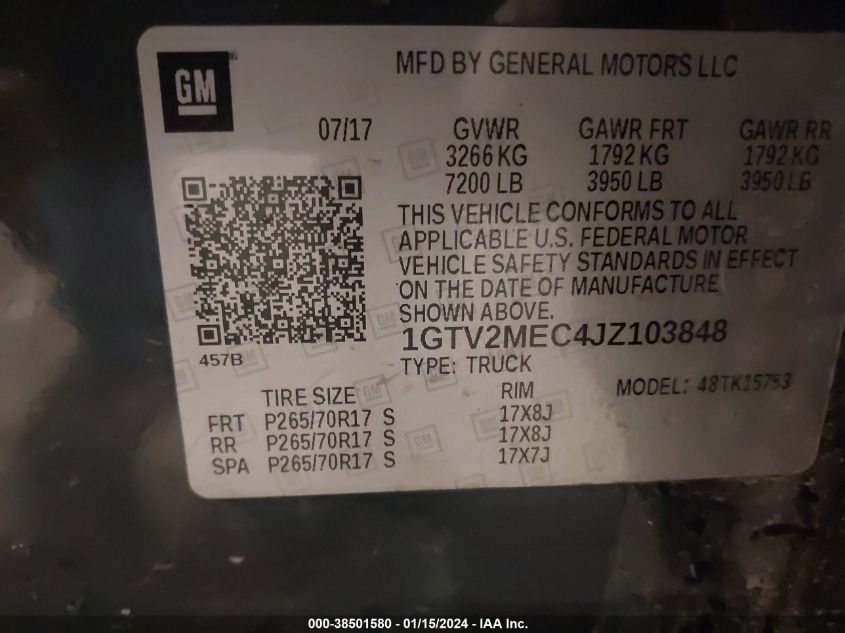 GM
MFD BY GENERAL MOTORS LLC
07/17 GVWR GAWR FRT GAWR RR
3266 KG 1792 KG 1792 KG
7200 LB 3950 LB 3950 LB
THIS VEHICLE CONFORMS TO ALL
APPLICABLE U.S. FEDERAL MOTOR
VEHICLE SAFETY STANDARDS IN EFFECT
ON THE DATE OF MANUFACTURE
SHOWN ABOVE.
1GTV2MEC4JZ103848
457B
TYPE: TRUCK
MODEL: 48TK15753
TIRE SIZE RIM
FRT P265/70R17 S 17X8J
RR P265/70R17 S 17X8J
SPA P265/70R17 S 17X7J
000-38501580 - 01/15/2024 - IAA Inc.